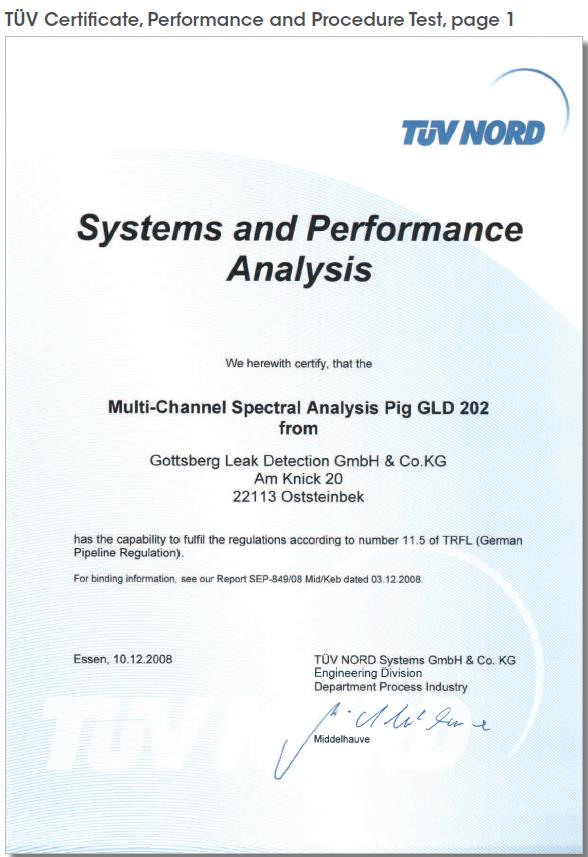 TÜV Certificate, Performance and Procedure Test, page 1
TÜV NORD
Systems and Performance
Analysis
We herewith certify, that the
Multi-Channel Spectral Analysis Pig GLD 202
from
Gottsberg Leak Detection GmbH & Co.KG
Am Knick 20
22113 Oststeinbek
has the capability to fulfil the regulations according to number 11.5 of TRFL (German
Pipeline Regulation).
For binding information, see our Report SEP-849/08 Mid/Keb dated 03.12.2008.
Essen, 10.12.2008
TÜV NORD Systems GmbH & Co. KG
Engineering Division
Department Process Industry
Middelhauve
TÜV NORD